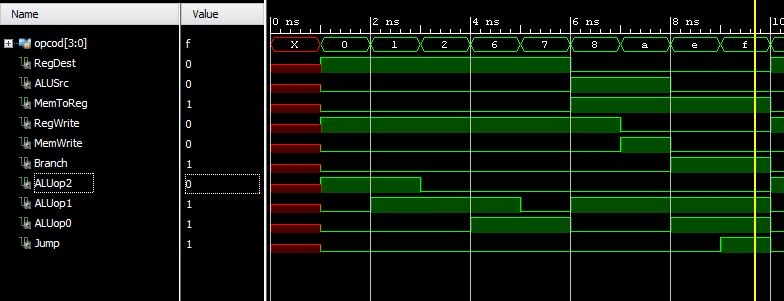 Name Value 0 ns 2 ns 4 ns 6 ns 8 ns 10
opcod[3:0] f X 0 1 2 6 7 8 a e f
RegDest 0
ALUSrc 0
MemToReg 1
RegWrite 0
MemWrite 0
Branch 1
ALUop2 0
ALUop1 1
ALUop0 1
Jump 1